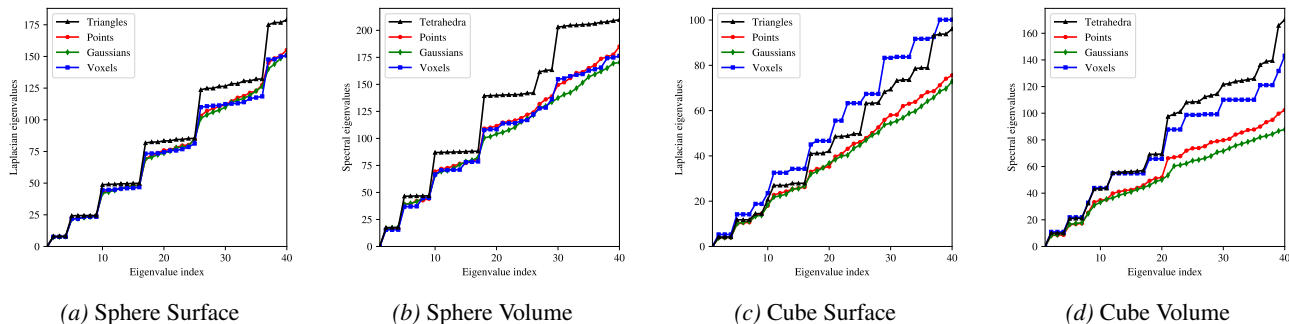 175
150
125
100
75
50
25
0
Laplacian eigenvalues
Triangles
Points
Gaussians
Voxels
10 20 30 40
Eigenvalue index
(a) Sphere Surface
200
175
150
125
100
75
50
25
0
Spectral eigenvalues
Tetrahedra
Points
Gaussians
Voxels
10 20 30 40
Eigenvalue index
(b) Sphere Volume
100
80
60
40
20
0
Laplacian eigenvalues
Triangles
Points
Gaussians
Voxels
10 20 30 40
Eigenvalue index
(c) Cube Surface
160
140
120
100
80
60
40
20
0
Spectral eigenvalues
Tetrahedra
Points
Gaussians
Voxels
10 20 30 40
Eigenvalue index
(d) Cube Volume